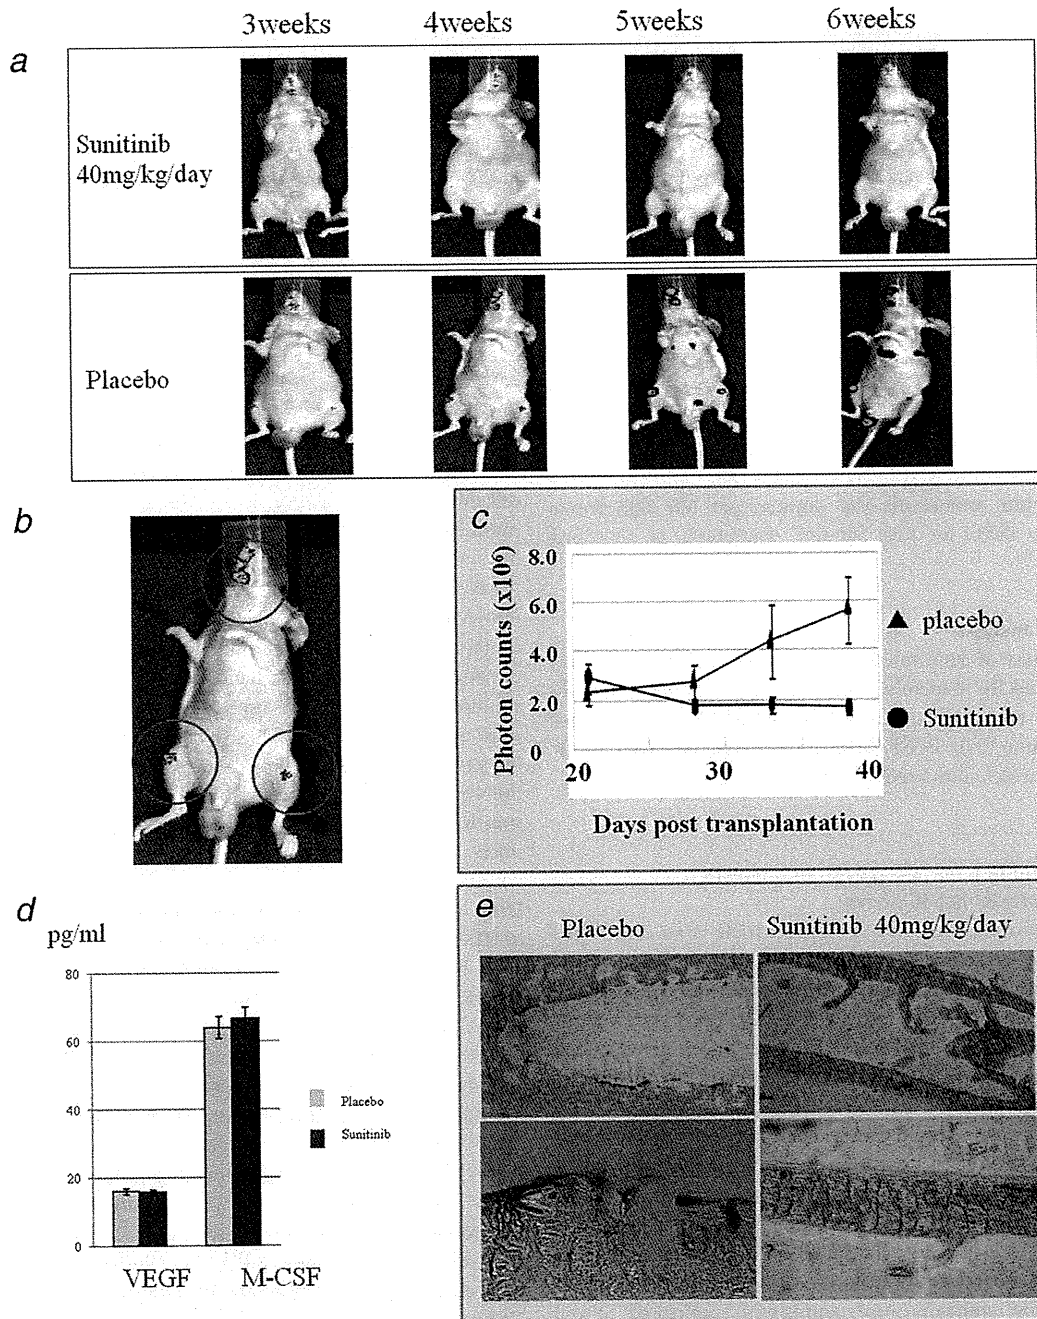 3weeks 4weeks 5weeks 6weeks
a
Sunitinib
40mg/kg/day
Placebo
b
c
Photon counts (x10⁶)
8.0
6.0
4.0
2.0
0
20 30 40
Days post transplantation
placebo
Sunitinib
d
pg/ml
80
60
40
20
0
VEGF M-CSF
Placebo
Sunitinib
e
Placebo Sunitinib 40mg/kg/day